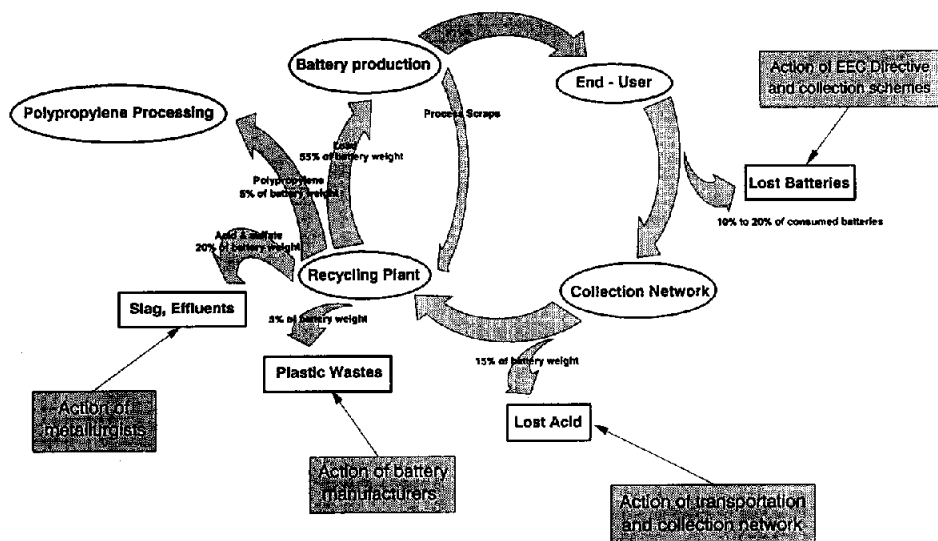 Battery production
End - User
Action of EEC Directive
and collection schemes
Polypropylene Processing
Process Scraps
Lead
55% of battery weight
Polypropylene
5% of battery weight
Lost Batteries
10% to 20% of consumed batteries
Acid & sulfate
20% of battery weight
Recycling Plant
Collection Network
Slag, Effluents
5% of battery weight
15% of battery weight
Plastic Wastes
Action of
metallurgists
Lost Acid
Action of battery
manufacturers
Action of transportation
and collection network